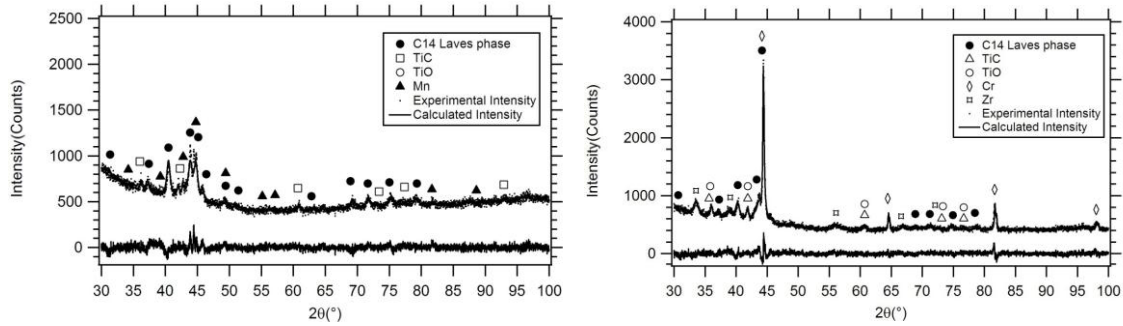 2500
2000
1500
1000
500
0
Intensity(Counts)
C14 Laves phase
TiC
TiO
Mn
Experimental Intensity
Calculated Intensity
30 35 40 45 50 55 60 65 70 75 80 85 90 95 100
2θ(°)
4000
3000
2000
1000
0
Intensity(Counts)
C14 Laves phase
TiC
TiO
Cr
Zr
Experimental Intensity
Calculated Intensity
30 35 40 45 50 55 60 65 70 75 80 85 90 95 100
2θ(°)